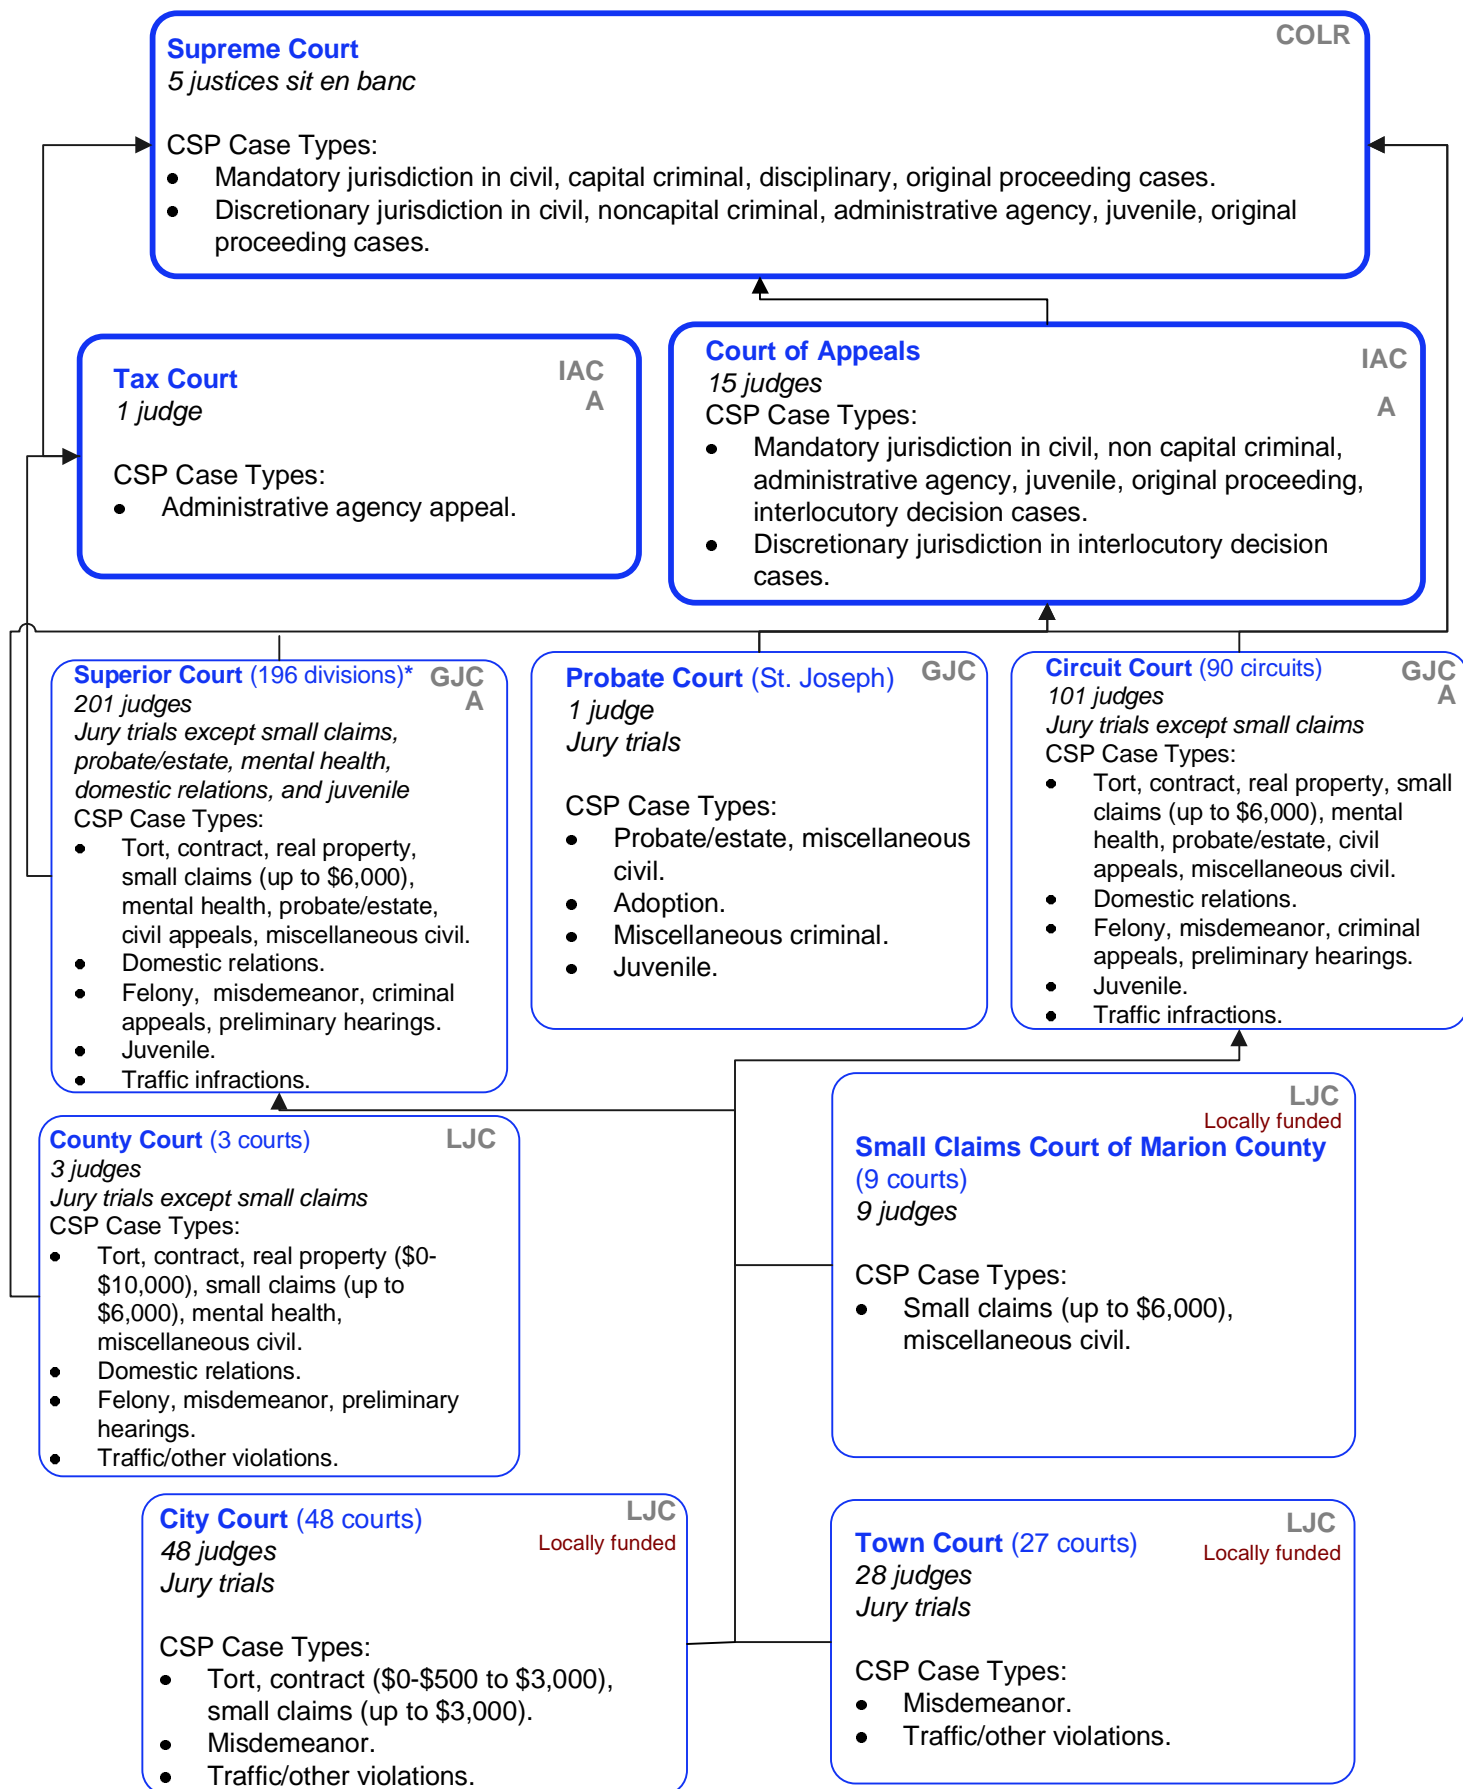 COLR
Supreme Court
5 justices sit en banc
CSP Case Types:
• Mandatory jurisdiction in civil, capital criminal, disciplinary, original proceeding cases.
• Discretionary jurisdiction in civil, noncapital criminal, administrative agency, juvenile, original
proceeding cases.
IAC
A
Tax Court
1 judge
CSP Case Types:
• Administrative agency appeal.
Court of Appeals
IAC
15 judges
A
CSP Case Types:
• Mandatory jurisdiction in civil, non capital criminal,
administrative agency, juvenile, original proceeding,
interlocutory decision cases.
• Discretionary jurisdiction in interlocutory decision
cases.
Superior Court (196 divisions)* GJC
A
201 judges
Jury trials except small claims,
probate/estate, mental health,
domestic relations, and juvenile
CSP Case Types:
• Tort, contract, real property,
small claims (up to $6,000),
mental health, probate/estate,
civil appeals, miscellaneous civil.
• Domestic relations.
• Felony,  misdemeanor, criminal
appeals, preliminary hearings.
• Juvenile.
• Traffic infractions.
Probate Court (St. Joseph) GJC
1 judge
Jury trials
CSP Case Types:
• Probate/estate, miscellaneous
civil.
• Adoption.
• Miscellaneous criminal.
• Juvenile.
Circuit Court (90 circuits) GJC
A
101 judges
Jury trials except small claims
CSP Case Types:
• Tort, contract, real property, small
claims (up to $6,000), mental
health, probate/estate, civil
appeals, miscellaneous civil.
• Domestic relations.
• Felony, misdemeanor, criminal
appeals, preliminary hearings.
• Juvenile.
• Traffic infractions.
County Court (3 courts) LJC
3 judges
Jury trials except small claims
CSP Case Types:
• Tort, contract, real property ($0-
$10,000), small claims (up to
$6,000), mental health,
miscellaneous civil.
• Domestic relations.
• Felony, misdemeanor, preliminary
hearings.
• Traffic/other violations.
LJC
Locally funded
Small Claims Court of Marion County
(9 courts)
9 judges
CSP Case Types:
• Small claims (up to $6,000),
miscellaneous civil.
City Court (48 courts) LJC
Locally funded
48 judges
Jury trials
CSP Case Types:
• Tort, contract ($0-$500 to $3,000),
small claims (up to $3,000).
• Misdemeanor.
• Traffic/other violations.
LJC
Town Court (27 courts) Locally funded
28 judges
Jury trials
CSP Case Types:
• Misdemeanor.
• Traffic/other violations.